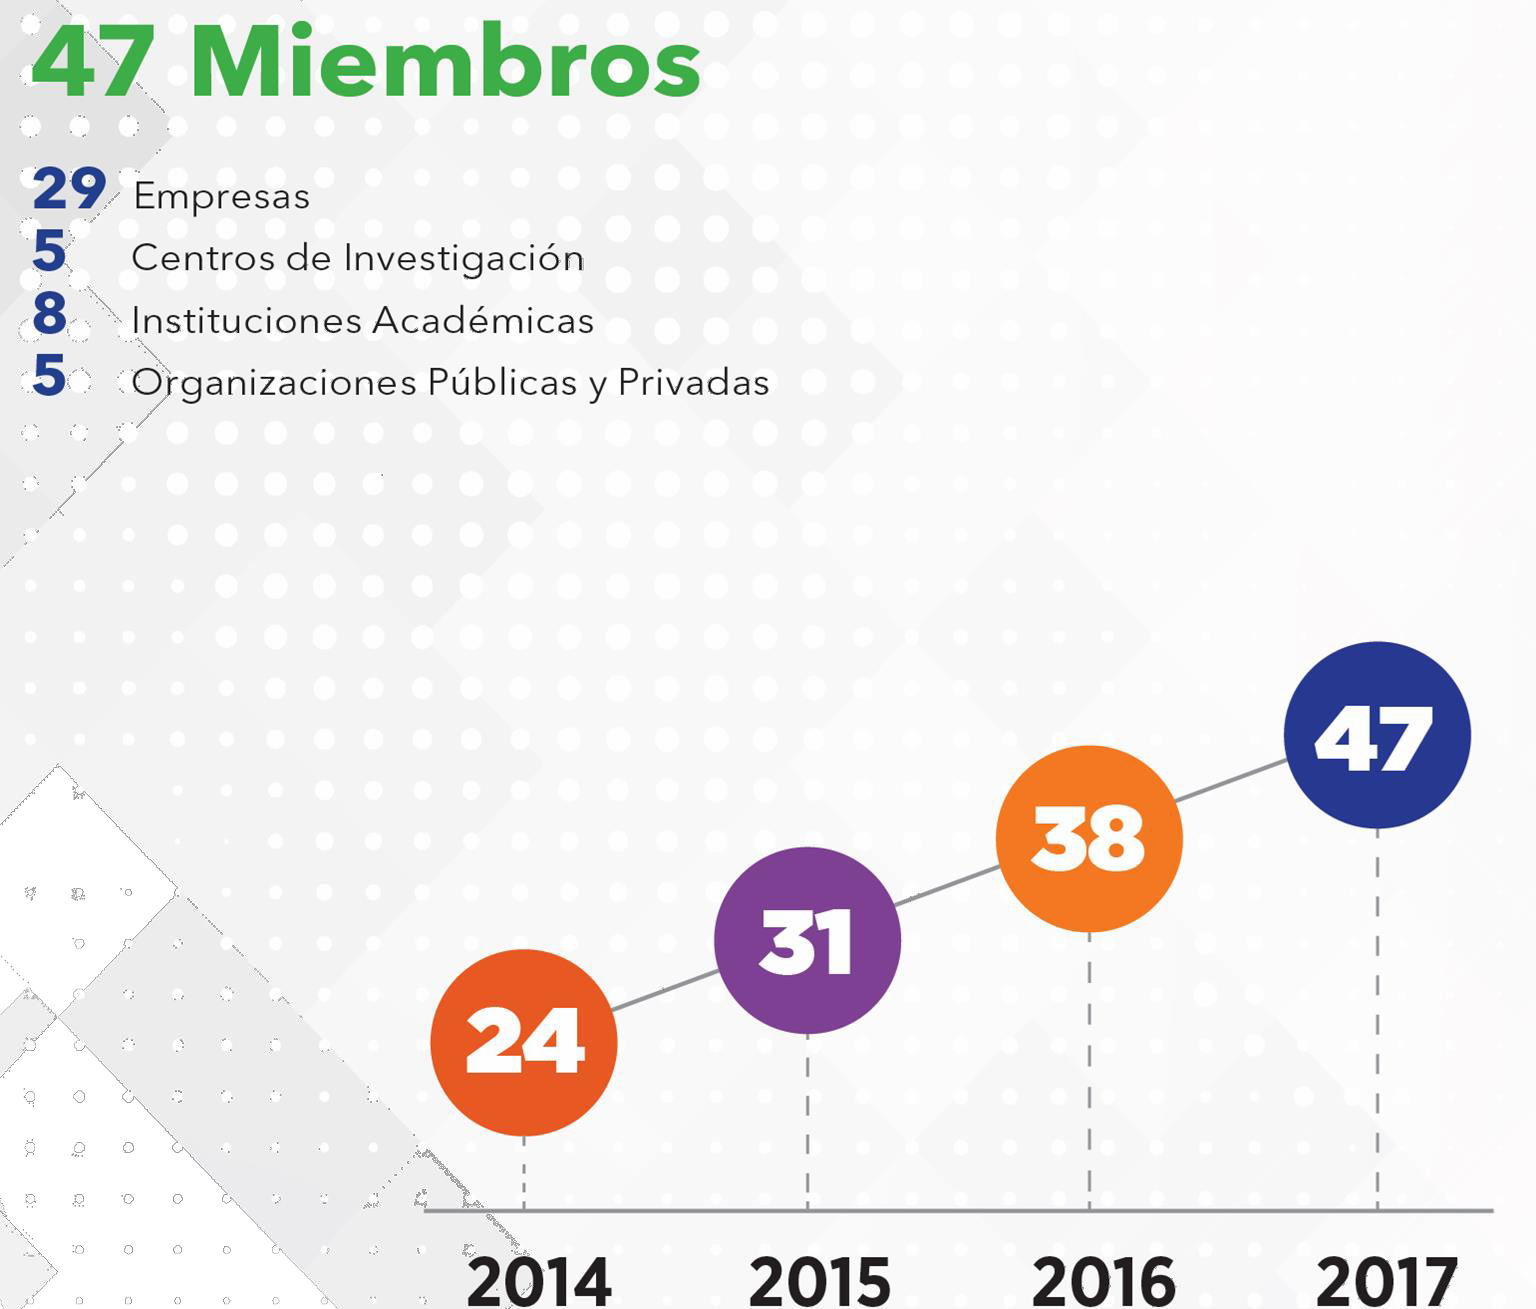 47 Miembros
29 Empresas
5 Centros de Investigación
8 Instituciones Académicas
5 Organizaciones Públicas y Privadas
47
38
31
24
2014 2015 2016 2017